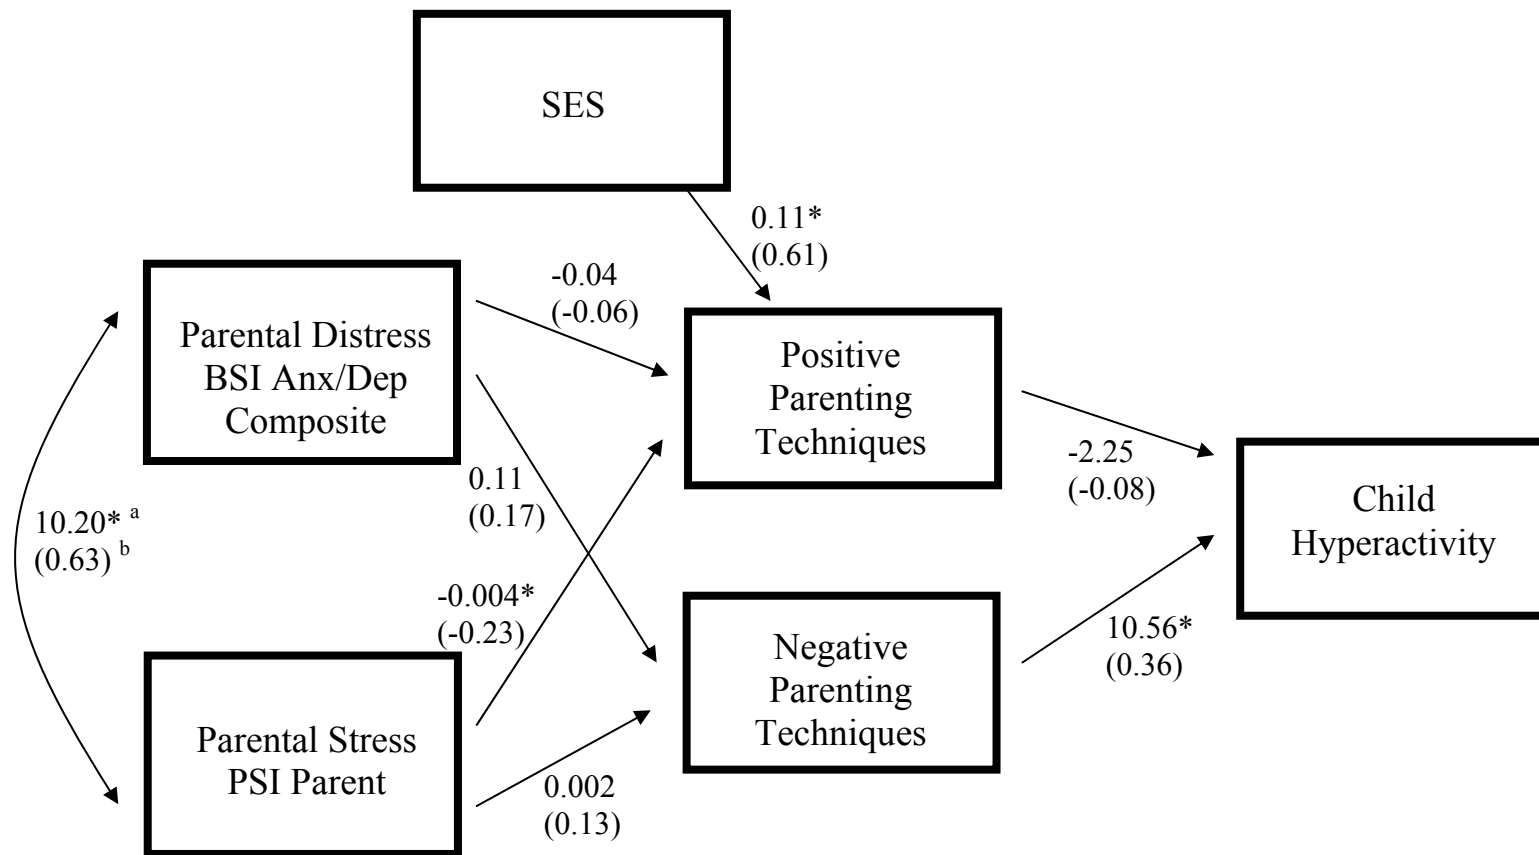 SES
0.11*
(0.61)
-0.04
(-0.06)
Parental Distress
BSI Anx/Dep
Composite
Positive
Parenting
Techniques
-2.25
(-0.08)
Child
Hyperactivity
0.11
(0.17)
10.20* a
(0.63) b
-0.004*
(-0.23)
Negative
Parenting
Techniques
10.56*
(0.36)
Parental Stress
PSI Parent
0.002
(0.13)